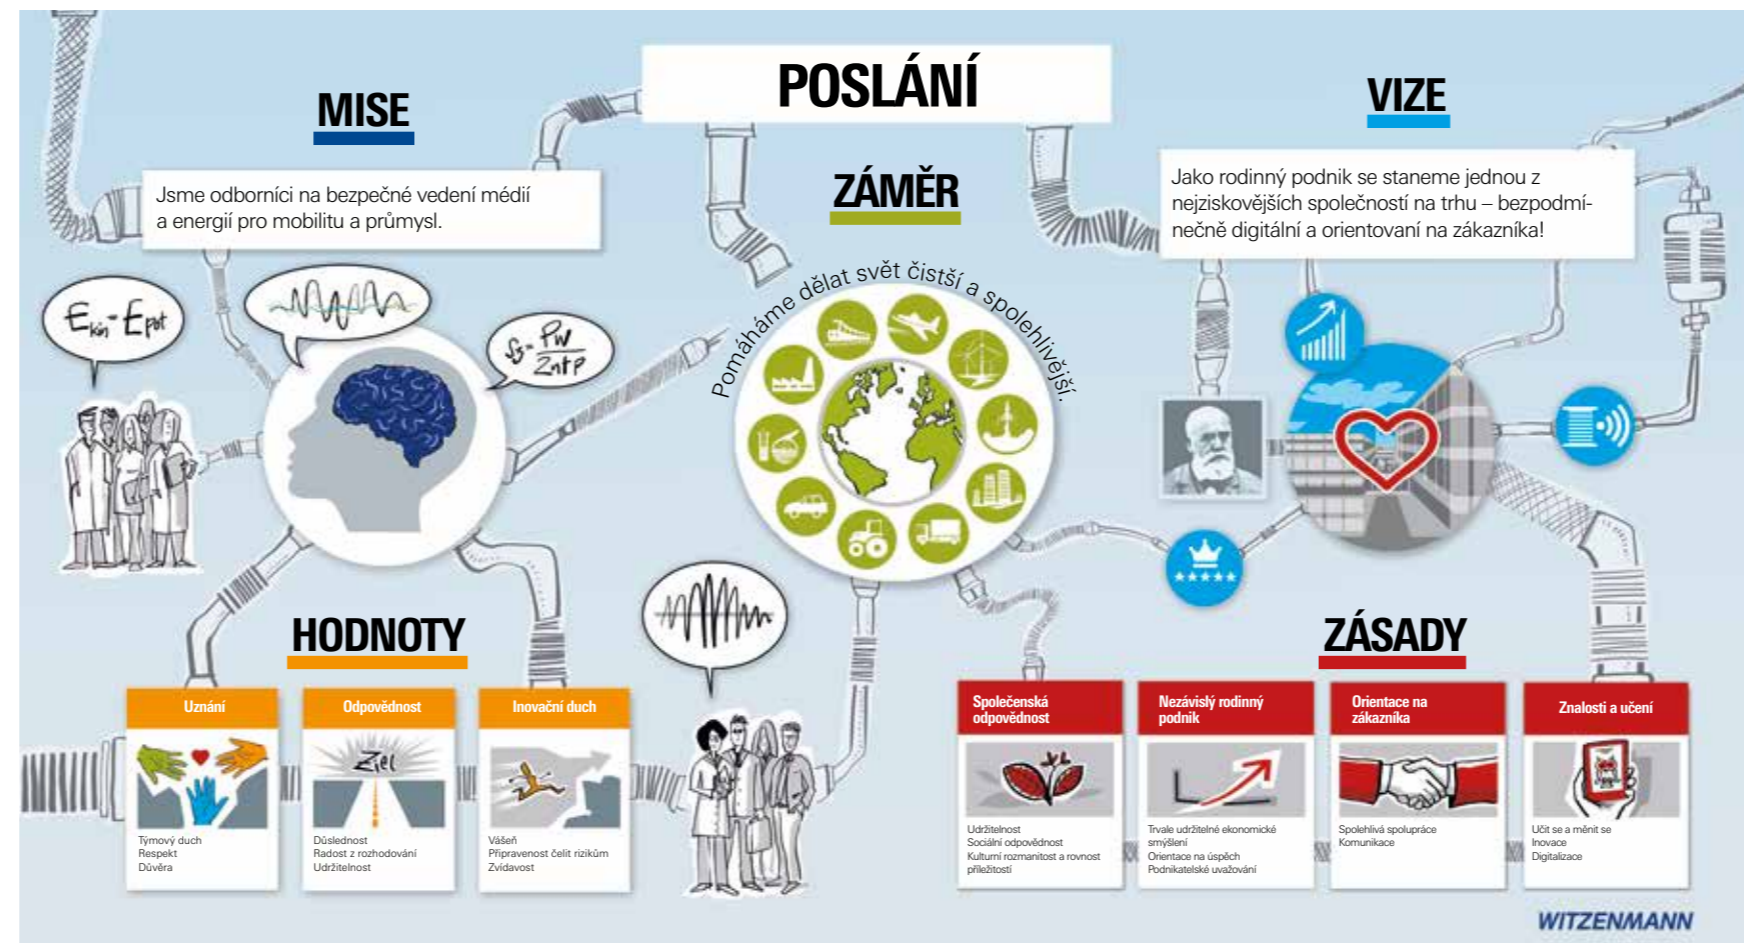 POSLÁNÍ
MISE
Jsme odborníci na bezpečné vedení médií
a energií pro mobilitu a průmysl.
ZÁMĚR
Pomáháme dělat svět čistší a spolehlivější.
VIZE
Jako rodinný podnik se staneme jednou z
nejziskovějších společností na trhu – bezpodmí-
nečně digitální a orientovaní na zákazníka!
Ekin = Epot
HODNOTY
Uznání
Týmový duch
Respekt
Důvěra
Odpovědnost
Ziel
Důslednost
Radost z rozhodování
Udržitelnost
Inovační duch
Vášeň
Připravenost čelit rizikům
Zvídavost
ZÁSADY
Společenská
odpovědnost
Udržitelnost
Sociální odpovědnost
Kulturní rozmanitost a rovnost
příležitostí
Nezávislý rodinný
podnik
Trvale udržitelné ekonomické
smýšlení
Orientace na úspěch
Podnikatelské uvažování
Orientace na
zákazníka
Spolehlivá spolupráce
Komunikace
Znalosti a učení
Učit se a měnit se
Inovace
Digitalizace
WITZENMANN